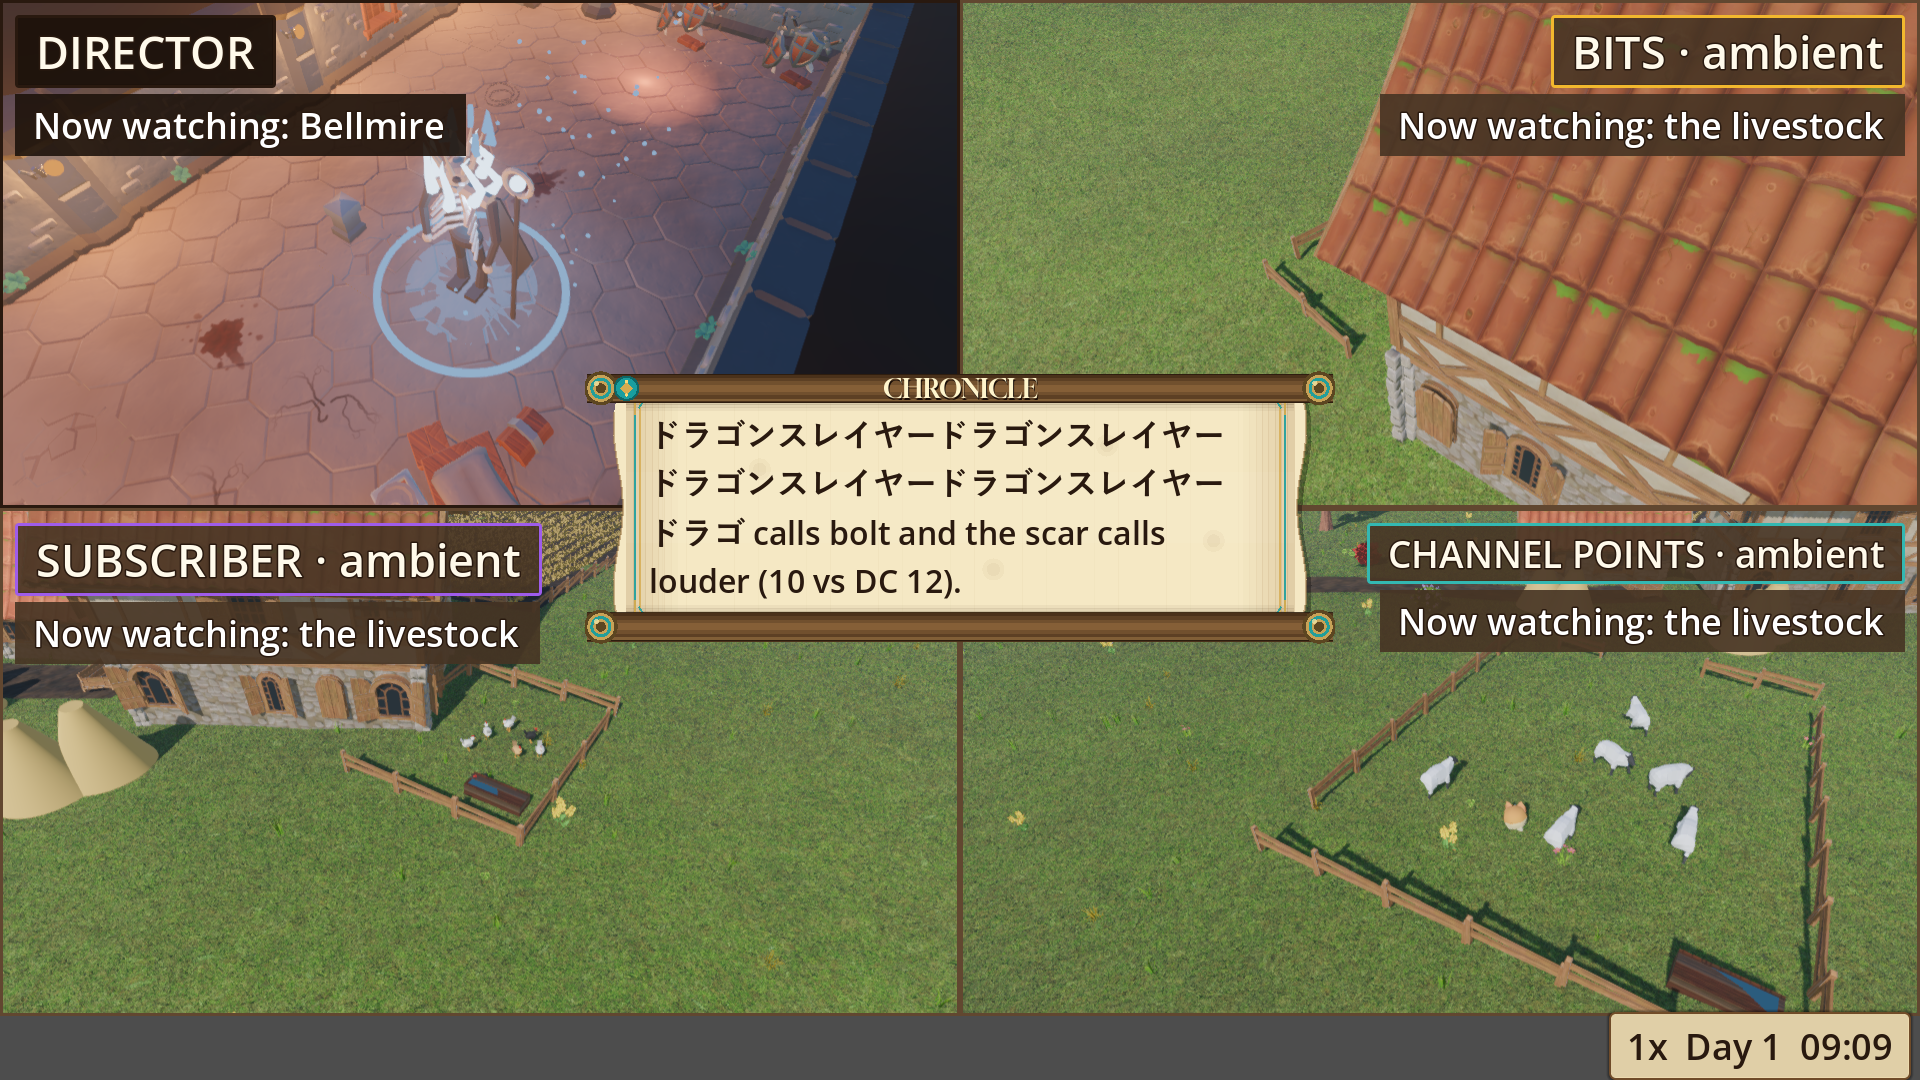 DIRECTOR
Now watching: Bellmire
BITS · ambient
Now watching: the livestock
CHRONICLE
ドラゴンスレイヤードラゴンスレイヤー
ドラゴンスレイヤードラゴンスレイヤー
ドラゴ calls bolt and the scar calls
louder (10 vs DC 12).
SUBSCRIBER · ambient
Now watching: the livestock
CHANNEL POINTS · ambient
Now watching: the livestock
1x Day 1 09:09